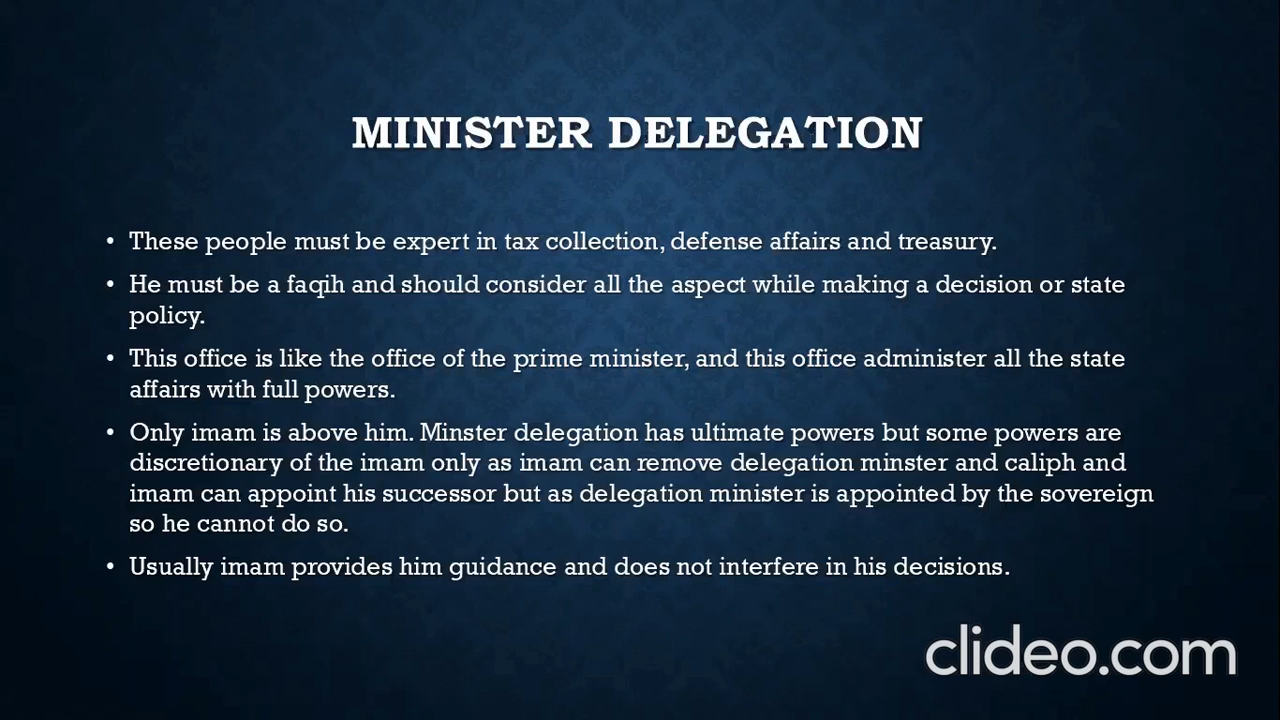 MINISTER DELEGATION
• These people must be expert in tax collection, defense affairs and treasury.
• He must be a faqih and should consider all the aspect while making a decision or state
policy.
• This office is like the office of the prime minister, and this office administer all the state
affairs with full powers.
• Only imam is above him. Minster delegation has ultimate powers but some powers are
discretionary of the imam only as imam can remove delegation minster and caliph and
imam can appoint his successor but as delegation minister is appointed by the sovereign
so he cannot do so.
• Usually imam provides him guidance and does not interfere in his decisions.
clideo.com